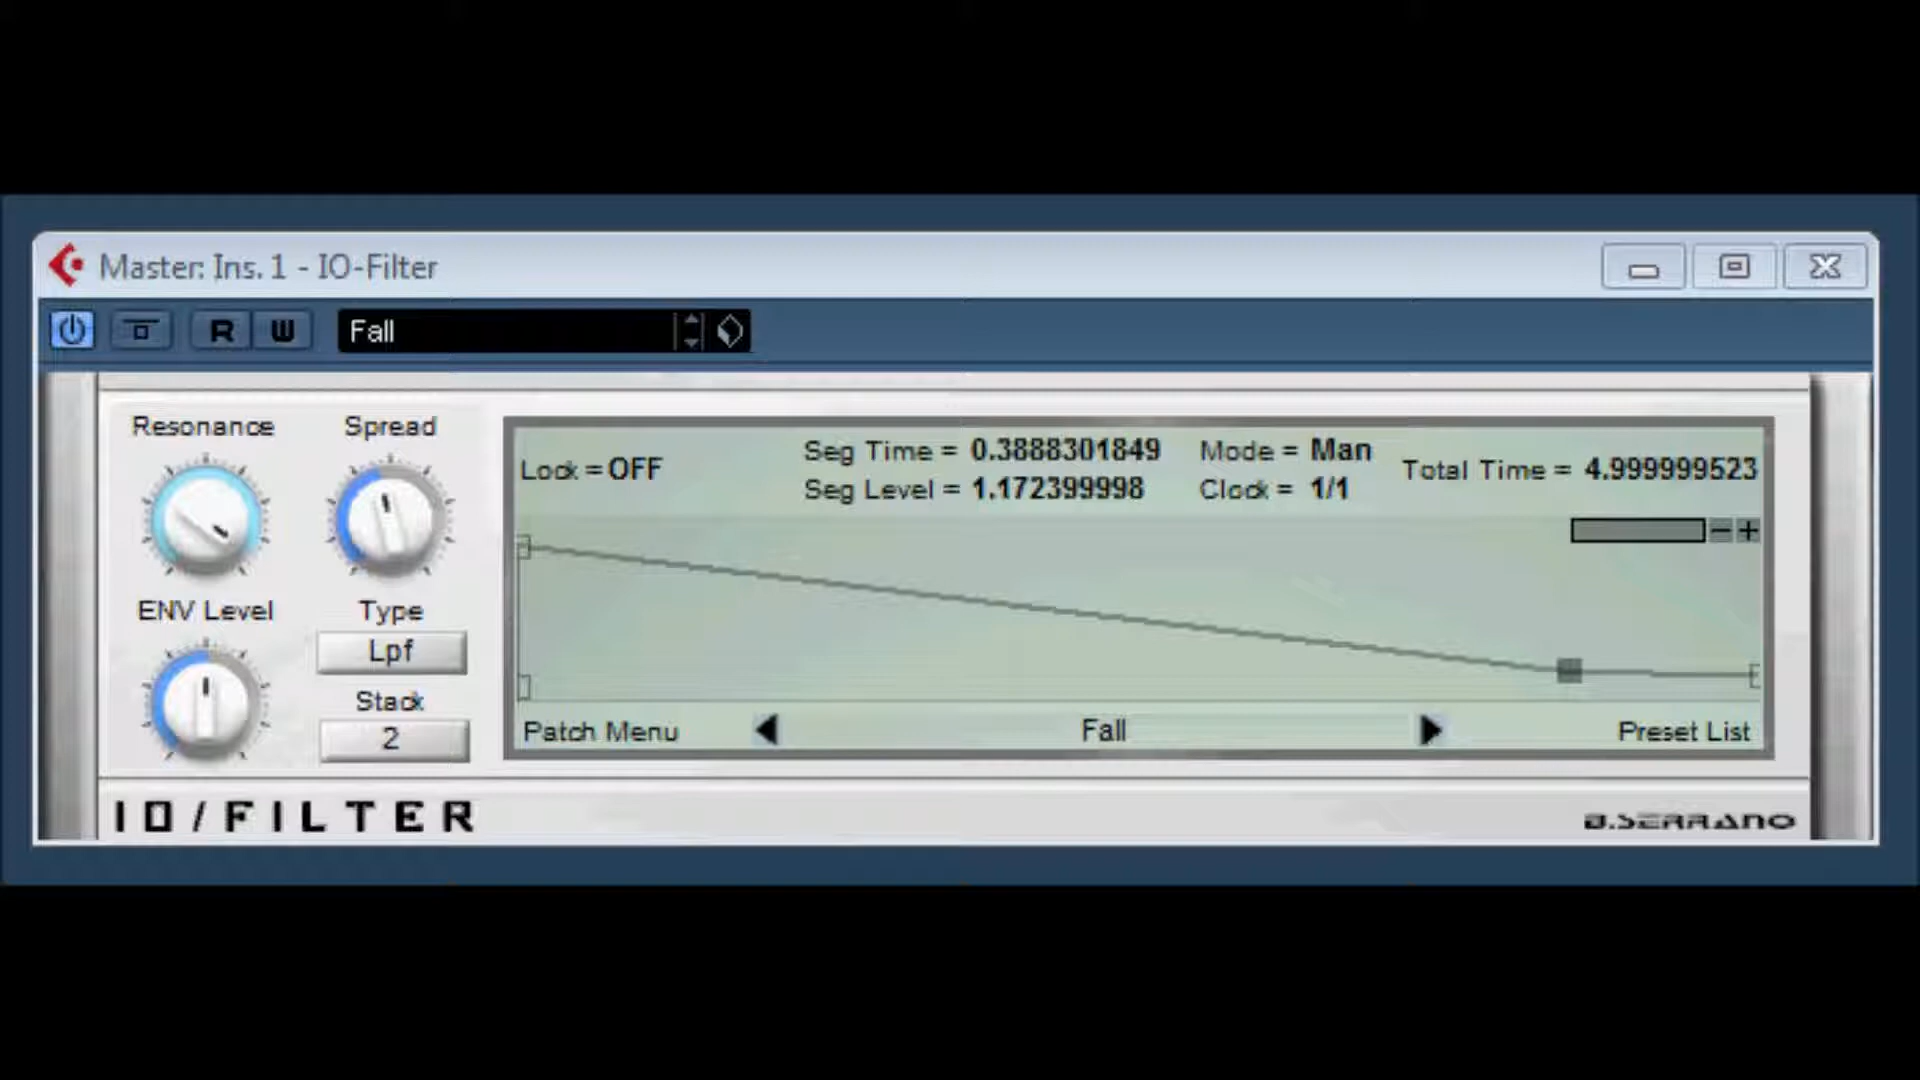 Master: Ins. 1 - IO-Filter
R W Fall
Resonance Spread
ENV Level Type
Lpf
Stack
2
Lock = OFF
Seg Time = 0.3888301849 Mode = Man
Seg Level = 1.172399998 Clock = 1/1
Total Time = 4.999999523
Patch Menu Fall Preset List
IO/FILTER
B.SERRANO